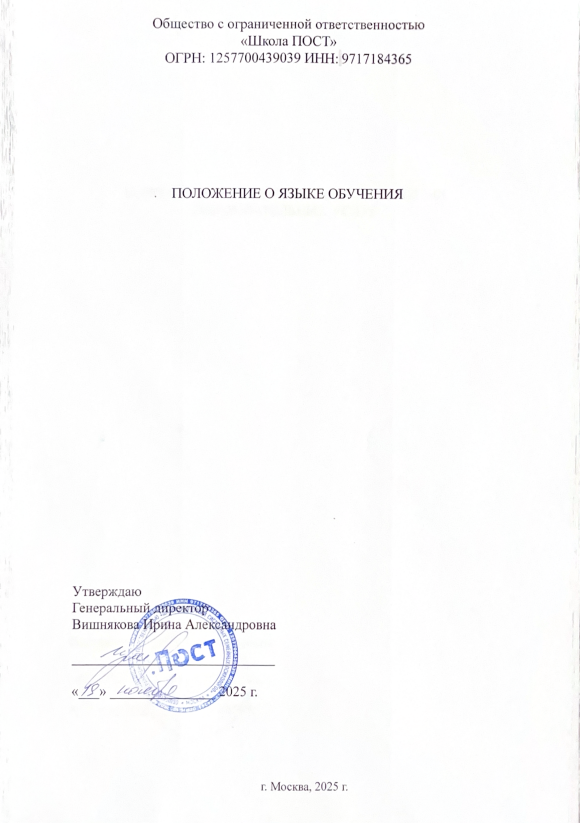 Общество с ограниченной ответственностью
«Школа ПОСТ»
ОГРН: 1257700439039 ИНН: 9717184365
ПОЛОЖЕНИЕ О ЯЗЫКЕ ОБУЧЕНИЯ
Утверждаю
Генеральный директор
Вишнякова Ирина Александровна
ПОСТ
«18» ноября 2025 г.
г. Москва, 2025 г.